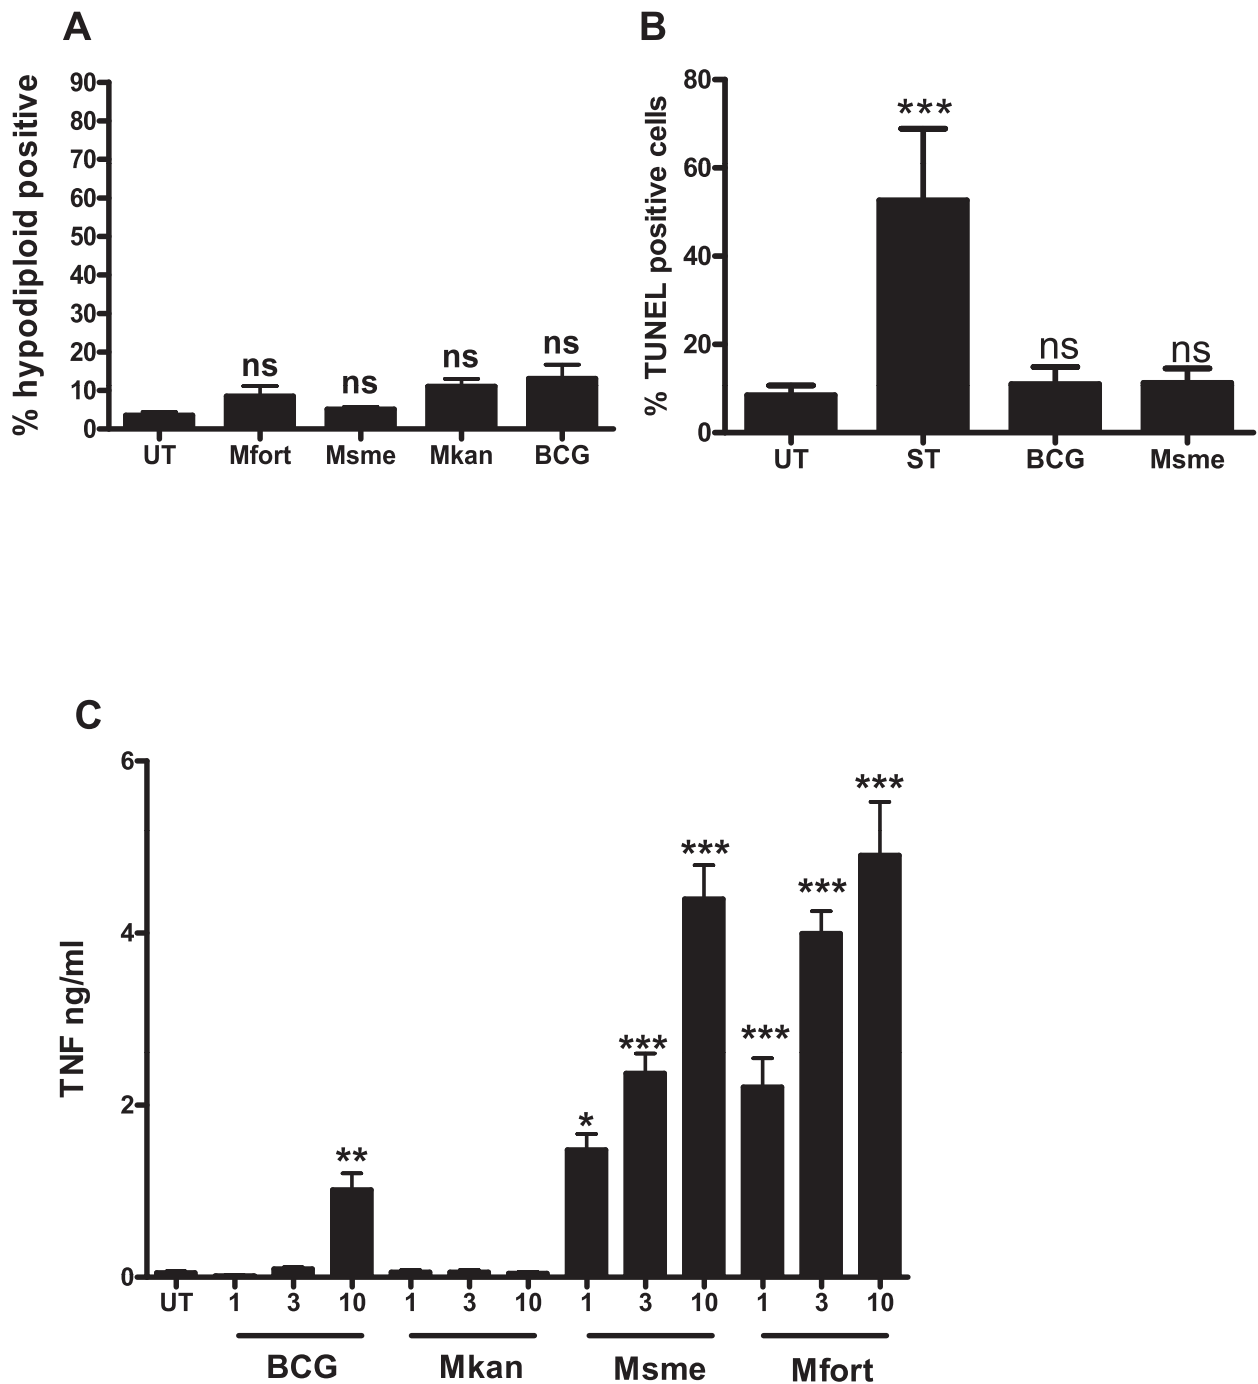 A
% hypodiploid positive
90
80
70
60
50
40
30
20
10
0
ns
ns
ns
ns
UT Mfort Msme Mkan BCG
B
% TUNEL positive cells
80
60
40
20
0
***
ns
ns
UT ST BCG Msme
C
TNF ng/ml
6
4
2
0
**
*
***
***
***
***
***
UT 1 3 10 1 3 10 1 3 10 1 3 10
BCG Mkan Msme Mfort